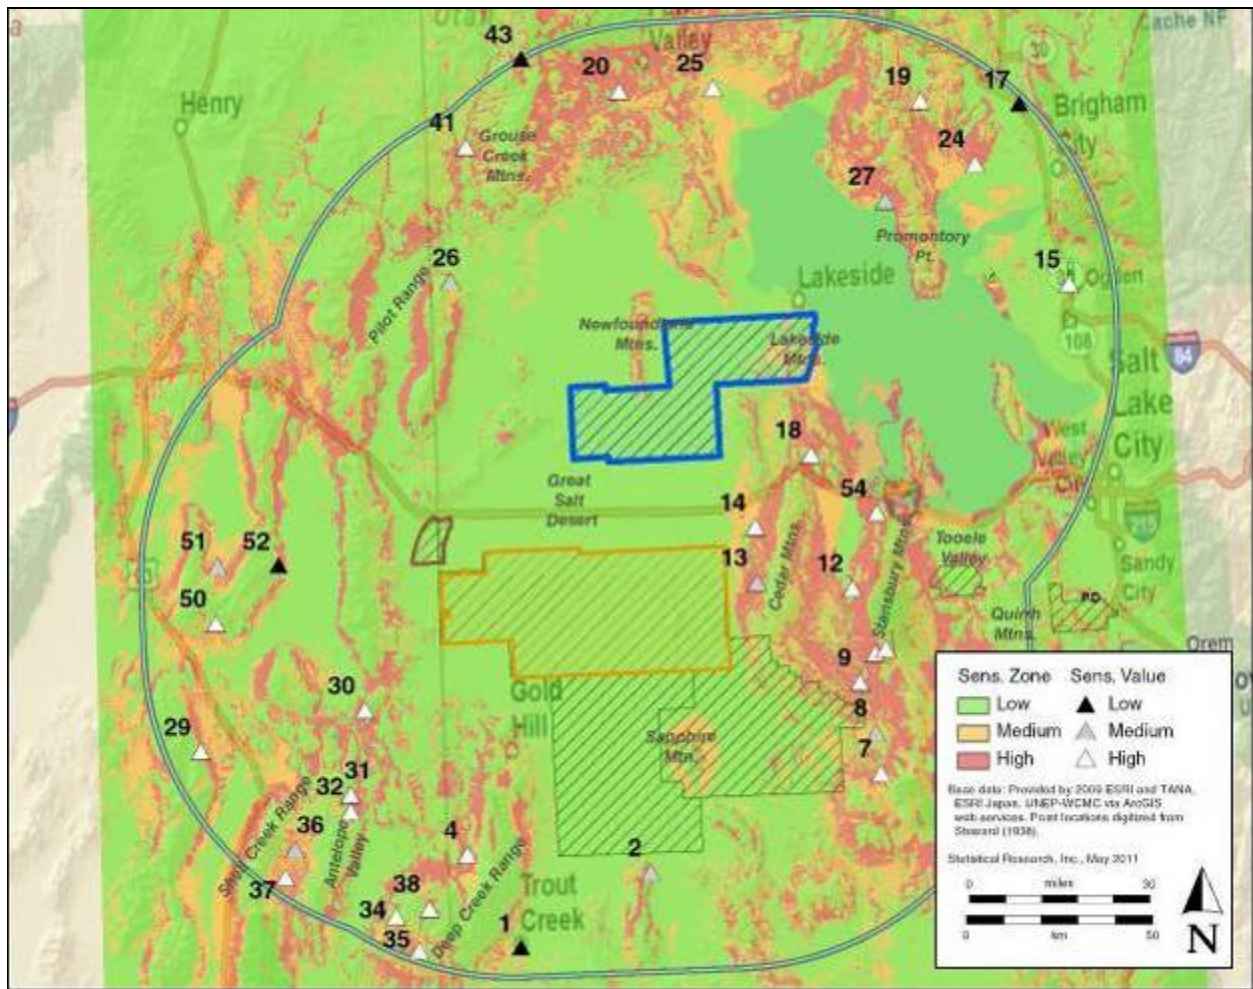 Cache NF
Valley
43
20
25
19
17
30
Henry
Brigham
City
41
Grouse
Creek
Mtns.
24
27
Promontory
Pt.
26
15
Ogden
Pilot Range
Lakeside
Newfoundland
Mtns.
Lakeside
Mtns.
108
84
Salt
Lake
City
West
Valley
City
18
Great
Salt
Desert
14
54
215
51
52
13
12
Cedar Mtns.
Stansbury Mtns.
Tooele
Valley
Sandy
City
50
Quirrh
Mtns.
Orem
9
30
Gold
Hill
8
29
Sapphire
Mtn.
7
31
32
36
Antelope
Valley
37
4
2
38
34
35
Deep Creek Range
Trout
Creek
1
Sens. Zone Sens. Value
Low Low
Medium Medium
High High
Base data: Provided by 2009 ESRI and TANA,
ESRI Japan, UNEP-WCMC via ArcGIS
web services. Point locations digitized from
Steward (1938).
Statistical Research, Inc., May 2011
0 miles 30
0 km 50
N